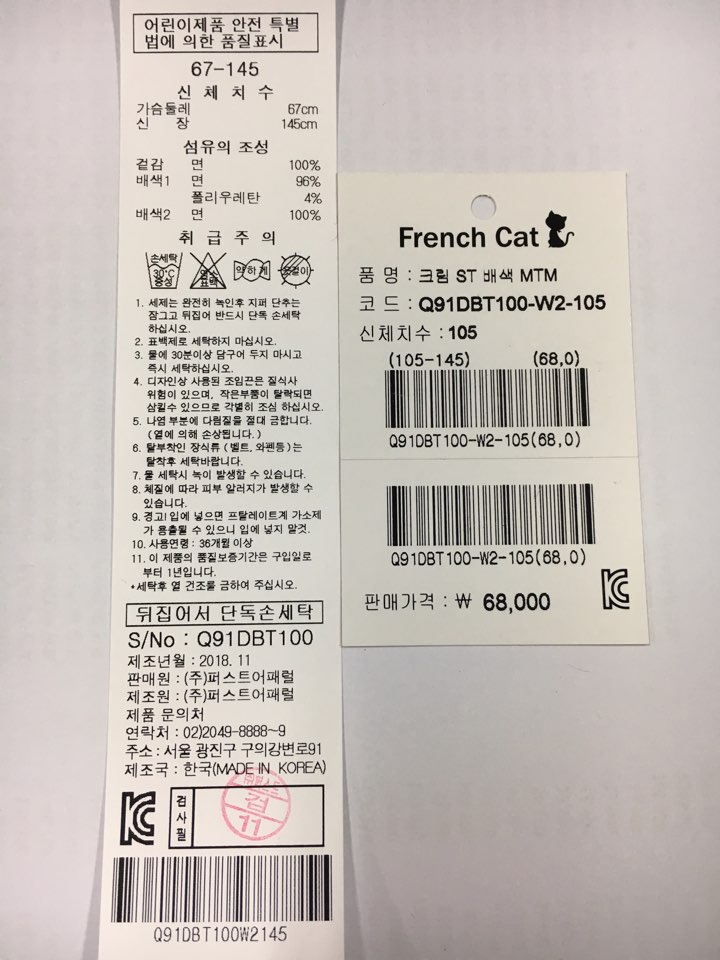 어린이제품 안전 특별
법에 의한 품질표시
67-145
신 체 치 수
가슴둘레 67cm
신 장 145cm
섬유의 조성
겉감 면 100%
배색1 면 96%
폴리우레탄 4%
배색2 면 100%
취 급 주 의
손세탁 30℃ 중성
염소 표백
약하게
옷걸이
1. 세제는 완전히 녹인후 지퍼 단추는
잠그고 뒤집어 반드시 단독 손세탁
하십시오.
2. 표백제로 세탁하지 마십시오.
3. 물에 30분이상 담구어 두지 마시고
즉시 세탁하십시오.
4. 디자인상 사용된 조임끈은 질식사
위험이 있으며, 작은부품이 탈락되면
삼킬수 있으므로 각별히 조심 하십시오.
5. 나염 부분에 다림질을 절대 금합니다.
(열에 의해 손상됩니다.)
6. 탈부착인 장식류 (벨트, 와펜등)는
탈착후 세탁바랍니다.
7. 물 세탁시 녹이 발생할 수 있습니다.
8. 체질에 따라 피부 알러지가 발생할 수
있습니다.
9. 경고! 입에 넣으면 프탈레이트계 가소제
가 용출될 수 있으니 입에 넣지 말것.
10. 사용연령 : 36개월 이상
11. 이 제품의 품질보증기간은 구입일로
부터 1년입니다.
*세탁후 열 건조를 금하여 주십시오.
뒤집어서 단독손세탁
S/No : Q91DBT100
제조년월 : 2018. 11
판매원 : (주)퍼스트어패럴
제조원 : (주)퍼스트어패럴
제품 문의처
연락처 : 02)2049-8888~9
주소 : 서울 광진구 구의강변로91
제조국 : 한국(MADE IN KOREA)
검사필
검
11
Q91DBT100W2145
French Cat
품 명 : 크림 ST 배색 MTM
코 드 : Q91DBT100-W2-105
신체치수 : 105
(105-145) (68,0)
Q91DBT100-W2-105(68,0)
Q91DBT100-W2-105(68,0)
판매가격 : ₩ 68,000